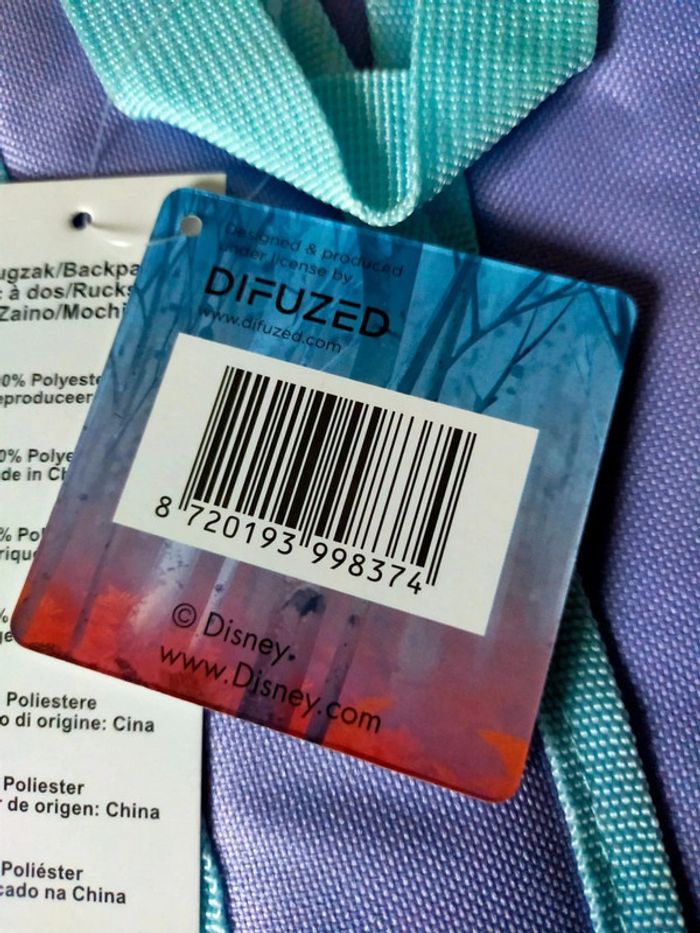 Designed & produced
under license by
DIFUZED
www.difuzed.com
8 720193 998374
© Disney.
www.Disney.com
ugzak/Backpa
à dos/Rucks
Zaino/Mochi
0% Polyeste
eproduceer
0% Polye
de in Ch
% Pol
rique
%
Poliestere
o di origine: Cina
Poliester
de origen: China
Poliéster
cado na China